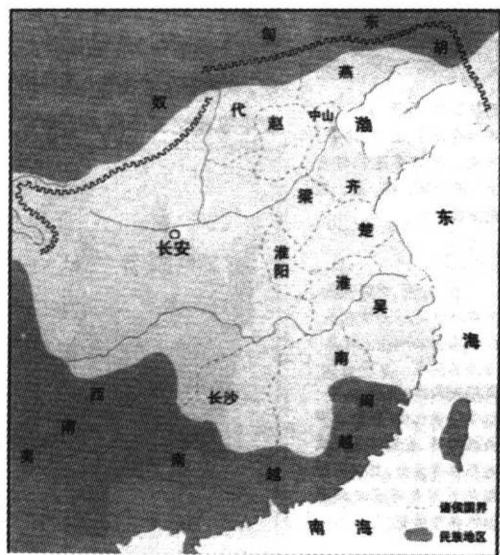 匈
奴
东
胡
燕
代
赵
中山
渤
海
梁
齐
楚
东
长安
淮阳
淮
南
吴
长沙
闽
越
西
南
夷
南
越
南 海
诸侯国界
民族地区